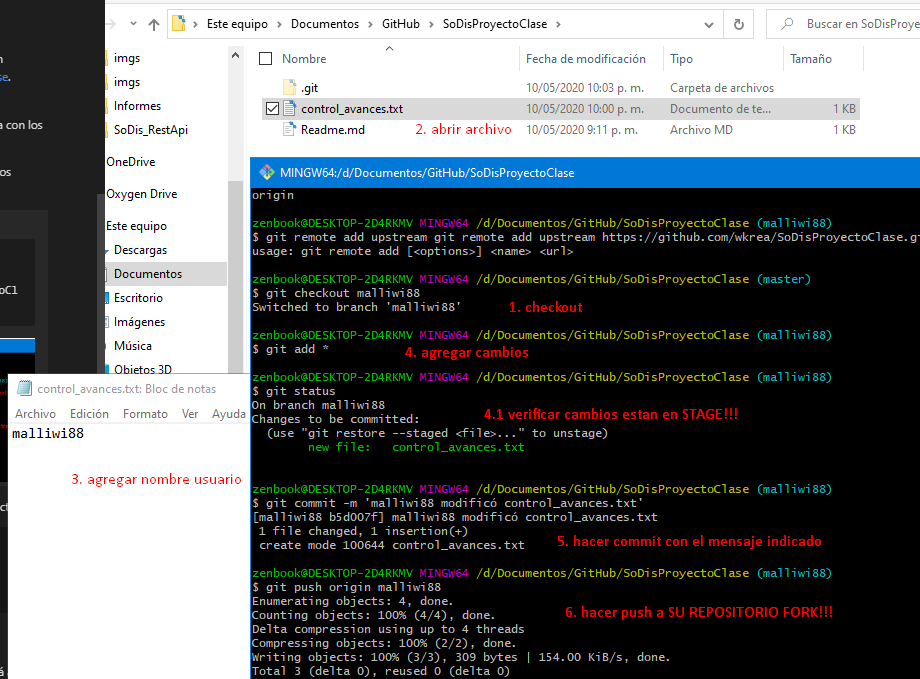 Este equipo > Documentos > GitHub > SoDisProyectoClase >
Buscar en SoDisProye
Nombre
Fecha de modificación
Tipo
Tamaño
.git
10/05/2020 10:03 p. m.
Carpeta de archivos
control_avances.txt
10/05/2020 10:00 p. m.
Documento de te...
1 KB
Readme.md
2. abrir archivo
10/05/2020 9:11 p. m.
Archivo MD
1 KB
imgs
imgs
Informes
SoDis_RestApi
OneDrive
Oxygen Drive
Este equipo
Descargas
Documentos
Escritorio
Imágenes
Música
Objetos 3D
a con los
os
oCl
control_avances.txt: Bloc de notas
Archivo Edición Formato Ver Ayuda
malliwi88
3. agregar nombre usuario
MINGW64:/d/Documentos/GitHub/SoDisProyectoClase
origin
zenbook@DESKTOP-2D4RKMV MINGW64 /d/Documentos/GitHub/SoDisProyectoClase (malliwi88)
$ git remote add upstream git remote add upstream https://github.com/wkrea/SoDisProyectoClase.gi
usage: git remote add [<options>] <name> <url>
zenbook@DESKTOP-2D4RKMV MINGW64 /d/Documentos/GitHub/SoDisProyectoClase (master)
$ git checkout malliwi88
Switched to branch 'malliwi88'
1. checkout
zenbook@DESKTOP-2D4RKMV MINGW64 /d/Documentos/GitHub/SoDisProyectoClase (malliwi88)
$ git add *
4. agregar cambios
zenbook@DESKTOP-2D4RKMV MINGW64 /d/Documentos/GitHub/SoDisProyectoClase (malliwi88)
$ git status
On branch malliwi88
Changes to be committed:
4.1 verificar cambios estan en STAGE!!!
(use "git restore --staged <file>..." to unstage)
new file: control_avances.txt
zenbook@DESKTOP-2D4RKMV MINGW64 /d/Documentos/GitHub/SoDisProyectoClase (malliwi88)
$ git commit -m 'malliwi88 modificó control_avances.txt'
[malliwi88 b5d007f] malliwi88 modificó control_avances.txt
1 file changed, 1 insertion(+)
create mode 100644 control_avances.txt
5. hacer commit con el mensaje indicado
zenbook@DESKTOP-2D4RKMV MINGW64 /d/Documentos/GitHub/SoDisProyectoClase (malliwi88)
$ git push origin malliwi88
Enumerating objects: 4, done.
Counting objects: 100% (4/4), done.
6. hacer push a SU REPOSITORIO FORK!!!
Delta compression using up to 4 threads
Compressing objects: 100% (2/2), done.
Writing objects: 100% (3/3), 309 bytes | 154.00 KiB/s, done.
Total 3 (delta 0), reused 0 (delta 0)